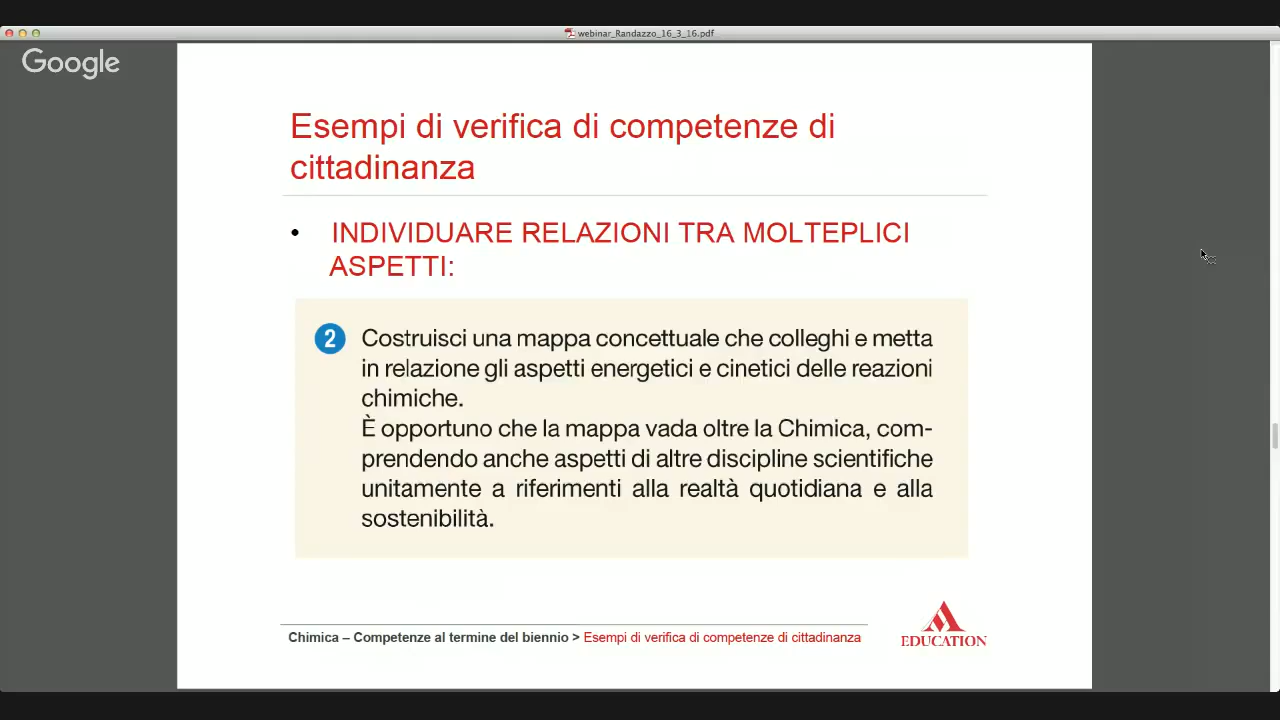 webinar_Randazzo_16_3_16.pdf
Google
Esempi di verifica di competenze di
cittadinanza
• INDIVIDUARE RELAZIONI TRA MOLTEPLICI
ASPETTI:
2 Costruisci una mappa concettuale che colleghi e metta
in relazione gli aspetti energetici e cinetici delle reazioni
chimiche.
È opportuno che la mappa vada oltre la Chimica, com-
prendendo anche aspetti di altre discipline scientifiche
unitamente a riferimenti alla realtà quotidiana e alla
sostenibilità.
Chimica – Competenze al termine del biennio > Esempi di verifica di competenze di cittadinanza
EDUCATION